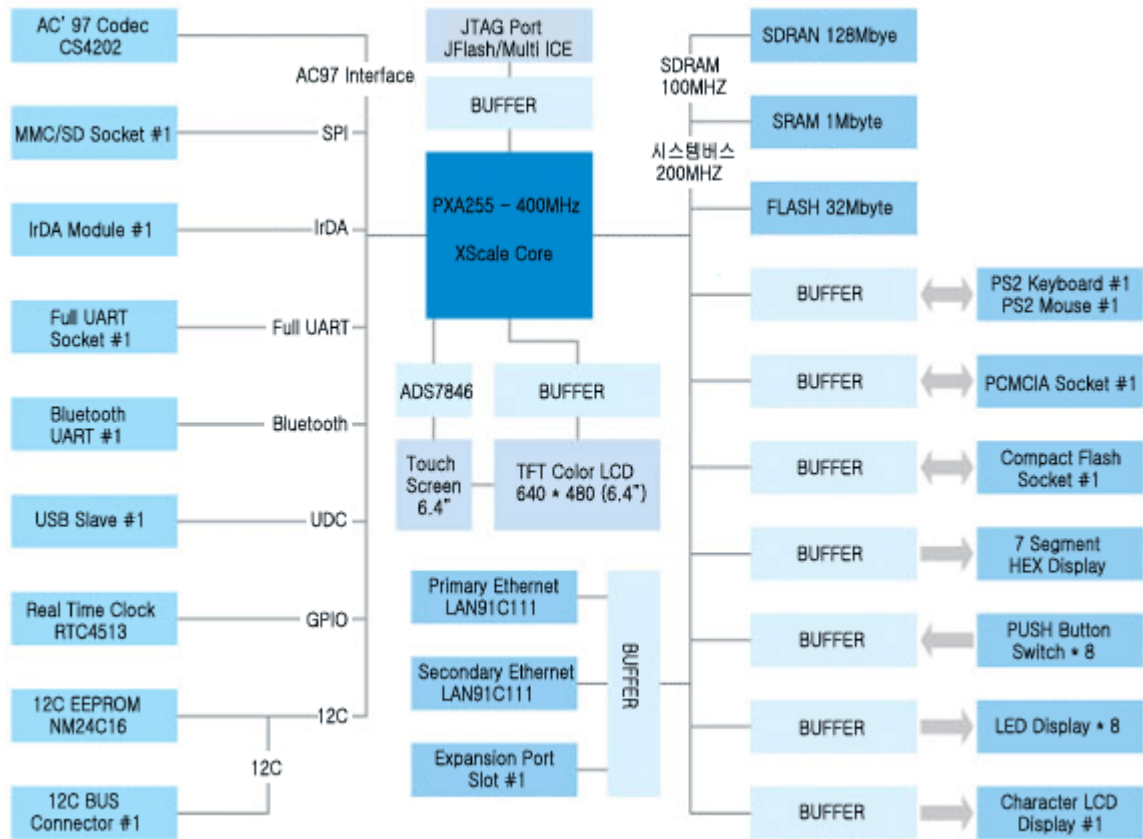 AC' 97 Codec
CS4202
AC97 Interface
MMC/SD Socket #1
SPI
IrDA Module #1
IrDA
Full UART
Socket #1
Full UART
Bluetooth
UART #1
Bluetooth
USB Slave #1
UDC
Real Time Clock
RTC4513
GPIO
12C EEPROM
NM24C16
12C
12C
12C BUS
Connector #1
JTAG Port
JFlash/Multi ICE
BUFFER
PXA255 - 400MHz
XScale Core
ADS7846
BUFFER
Touch
Screen
6.4"
TFT Color LCD
640 * 480 (6.4")
Primary Ethernet
LAN91C111
Secondary Ethernet
LAN91C111
Expansion Port
Slot #1
BUFFER
SDRAM
100MHZ
시스템버스
200MHZ
SDRAN 128Mbye
SRAM 1Mbyte
FLASH 32Mbyte
BUFFER
PS2 Keyboard #1
PS2 Mouse #1
BUFFER
PCMCIA Socket #1
BUFFER
Compact Flash
Socket #1
BUFFER
7 Segment
HEX Display
BUFFER
PUSH Button
Switch * 8
BUFFER
LED Display * 8
BUFFER
Character LCD
Display #1